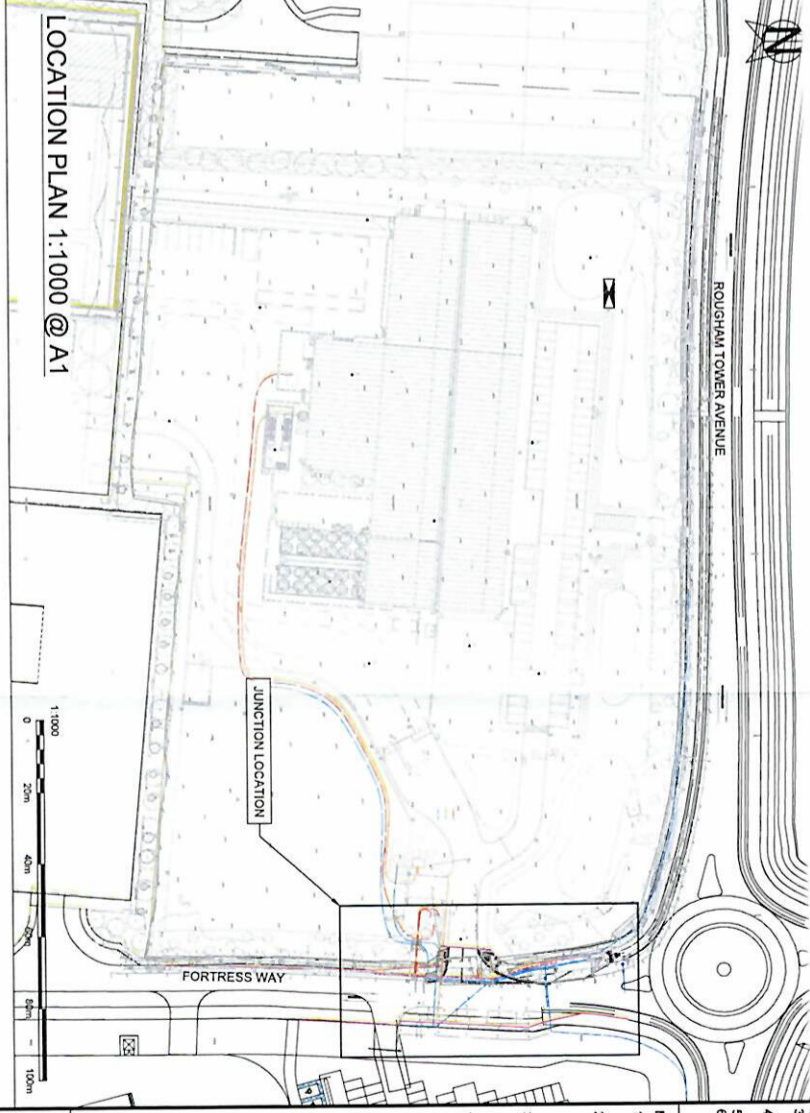 N
ROUGHAM TOWER AVENUE
JUNCTION LOCATION
FORTRESS WAY
LOCATION PLAN 1:1000 @ A1
1:1000
0 20m 40m 60m 80m 100m